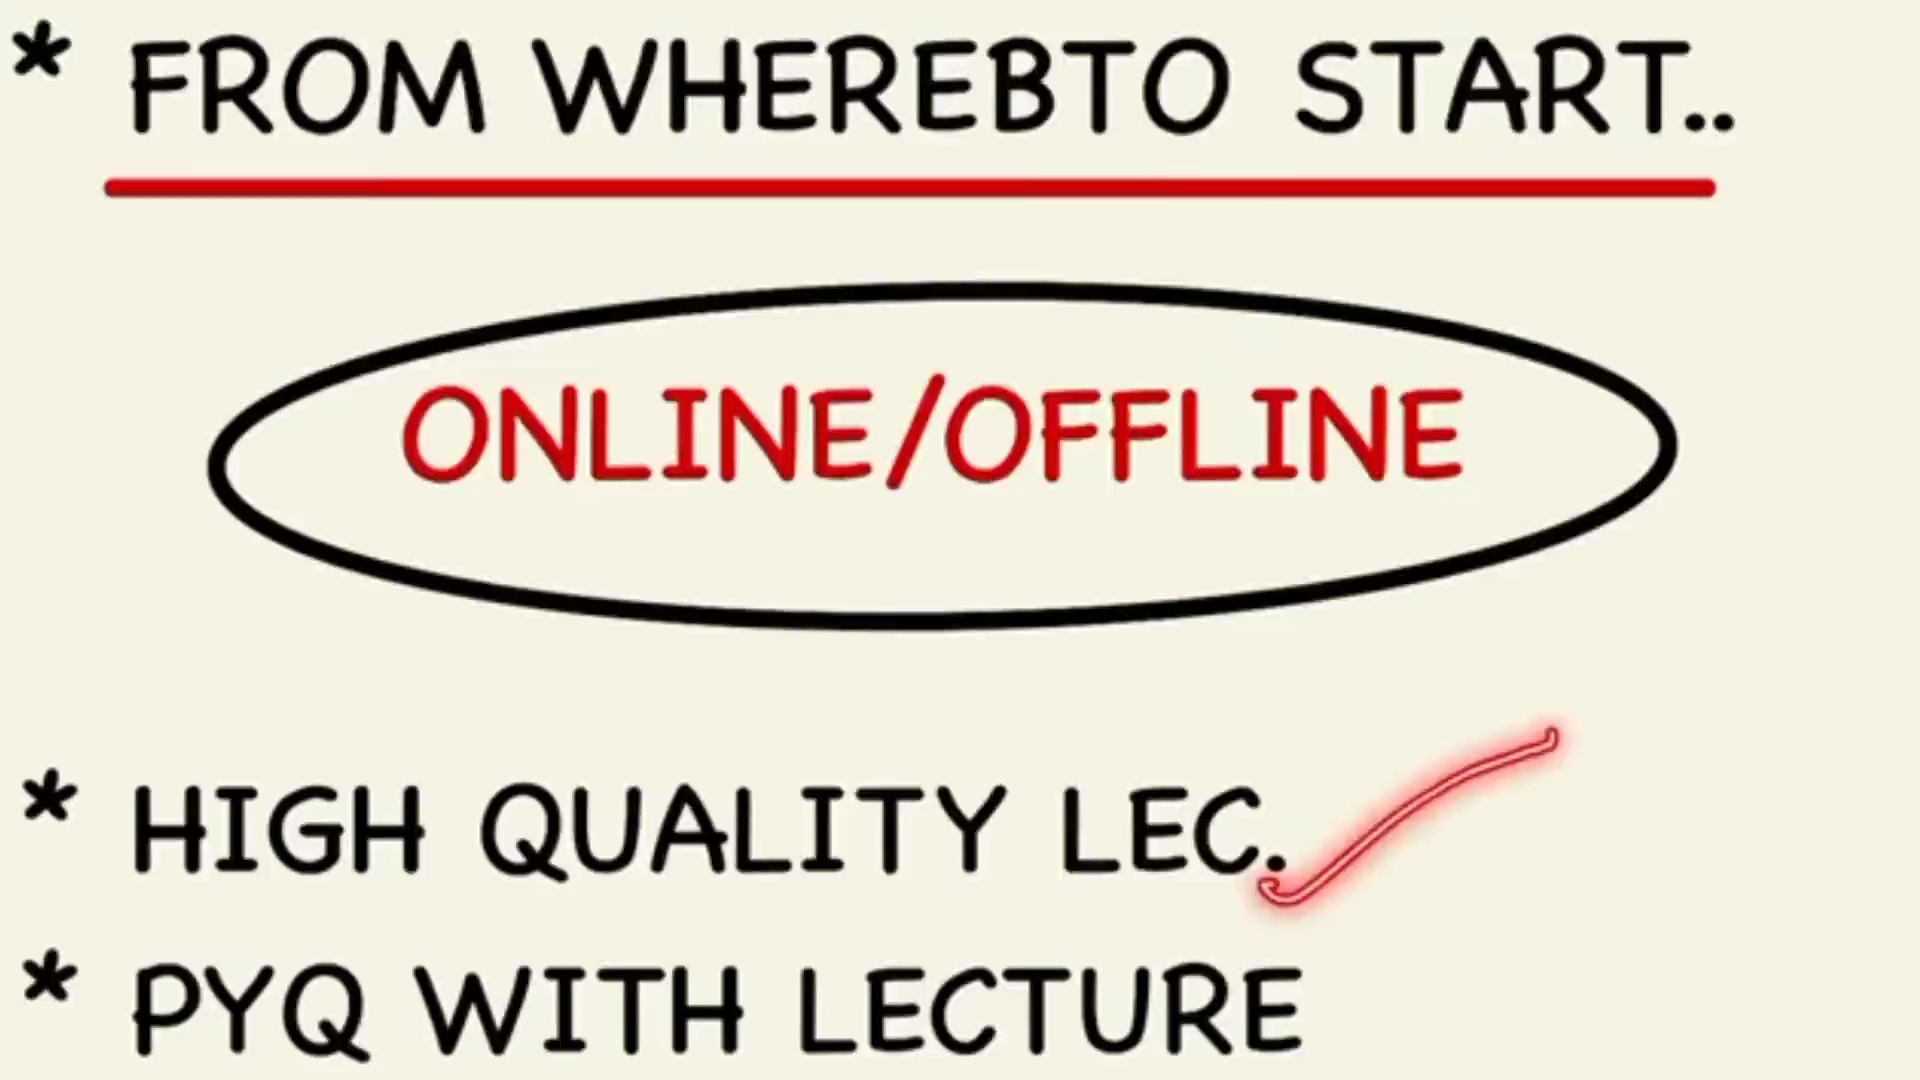 * FROM WHEREBTO START..
ONLINE/OFFLINE
* HIGH QUALITY LEC.
* PYQ WITH LECTURE